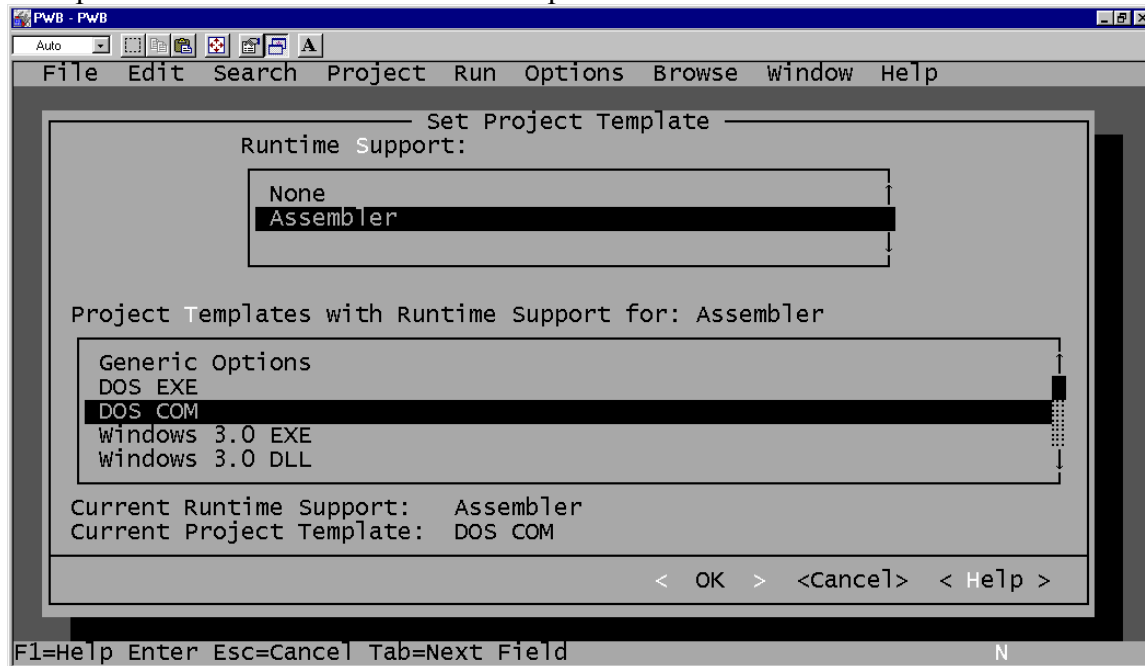 PWB - PWB
Auto A
File Edit Search Project Run Options Browse Window Help
Set Project Template
Runtime Support:
None
Assembler
Project Templates with Runtime Support for: Assembler
Generic Options
DOS EXE
DOS COM
Windows 3.0 EXE
Windows 3.0 DLL
Current Runtime Support: Assembler
Current Project Template: DOS COM
< OK > <Cancel> < Help >
F1=Help Enter Esc=Cancel Tab=Next Field N